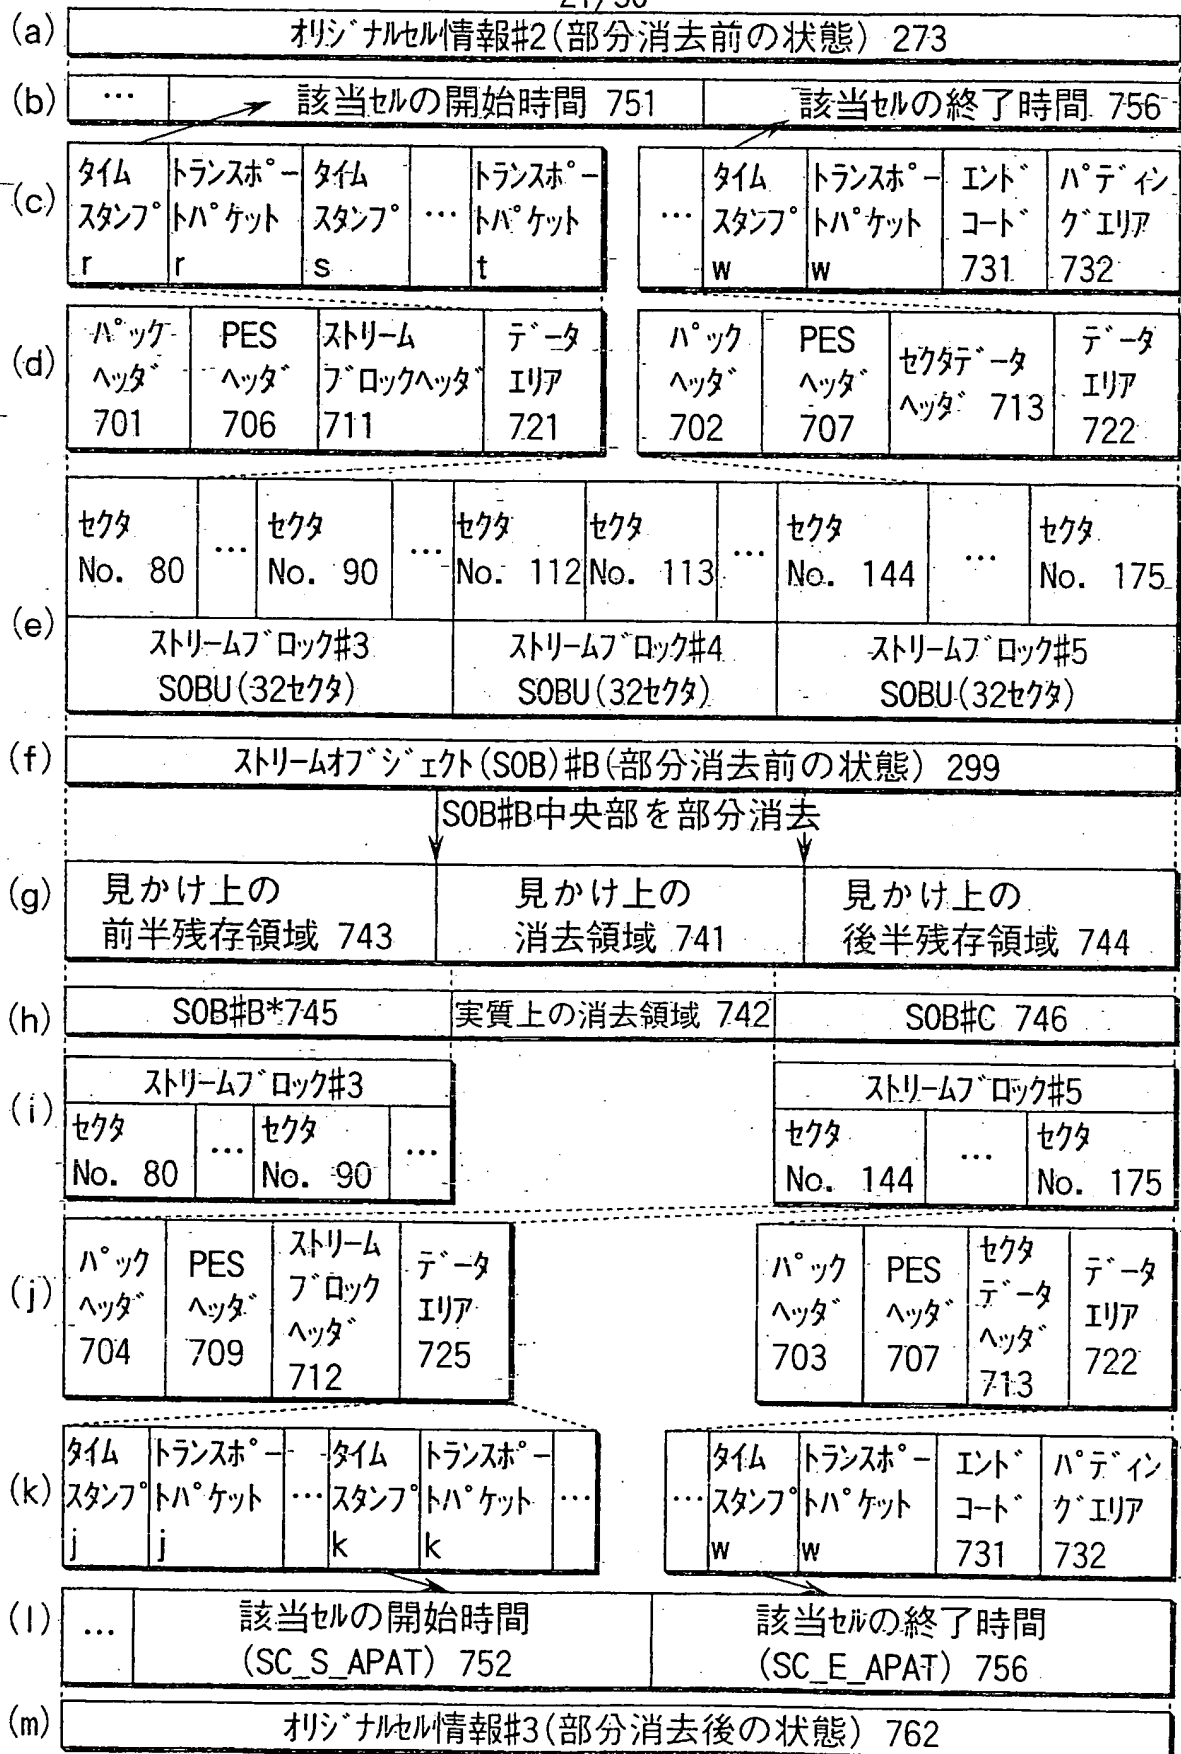 21/30
(a) オリジナルセル情報#2(部分消去前の状態) 273
(b) … 該当セルの開始時間 751 該当セルの終了時間 756
(c)
タイム
スタンプ
r
トランスポー
トパケット
r
タイム
スタンプ
s
…
トランスポー
トパケット
t
…
タイム
スタンプ
w
トランスポー
トパケット
w
エンド
コード
731
パディン
グエリア
732
(d)
パック
ヘッダ
701
PES
ヘッダ
706
ストリーム
ブロックヘッダ
711
データ
エリア
721
パック
ヘッダ
702
PES
ヘッダ
707
セクタデータ
ヘッダ 713
データ
エリア
722
(e)
セクタ
No. 80
…
セクタ
No. 90
…
セクタ
No. 112
セクタ
No. 113
…
セクタ
No. 144
…
セクタ
No. 175
ストリームブロック#3
SOBU(32セクタ)
ストリームブロック#4
SOBU(32セクタ)
ストリームブロック#5
SOBU(32セクタ)
(f) ストリームオブジェクト(SOB)#B(部分消去前の状態) 299
SOB#B中央部を部分消去
(g)
見かけ上の
前半残存領域 743
見かけ上の
消去領域 741
見かけ上の
後半残存領域 744
(h) SOB#B*745 実質上の消去領域 742 SOB#C 746
(i)
ストリームブロック#3
セクタ
No. 80
…
セクタ
No. 90
…
ストリームブロック#5
セクタ
No. 144
…
セクタ
No. 175
(j)
パック
ヘッダ
704
PES
ヘッダ
709
ストリーム
ブロック
ヘッダ
712
データ
エリア
725
パック
ヘッダ
703
PES
ヘッダ
707
セクタ
データ
ヘッダ
713
データ
エリア
722
(k)
タイム
スタンプ
j
トランスポー
トパケット
j
…
タイム
スタンプ
k
トランスポー
トパケット
k
…
…
タイム
スタンプ
w
トランスポー
トパケット
w
エンド
コード
731
パディン
グエリア
732
(l)
…
該当セルの開始時間
(SC_S_APAT) 752
該当セルの終了時間
(SC_E_APAT) 756
(m) オリジナルセル情報#3(部分消去後の状態) 762